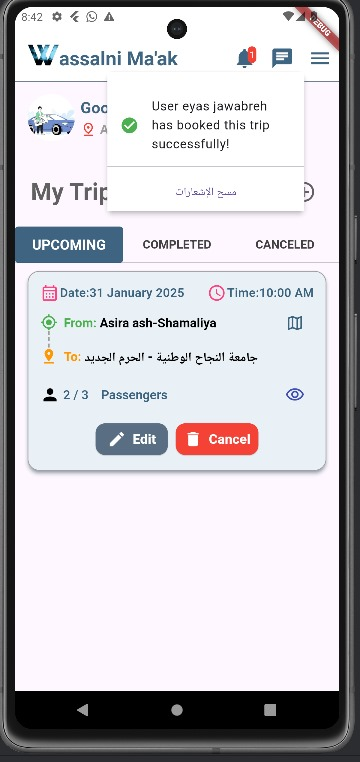 8:42
DEBUG
Wassalni Ma'ak
1
Goo
A
User eyas jawabreh
has booked this trip
successfully!
مسح الإشعارات
My Trip
UPCOMING
COMPLETED
CANCELED
Date:31 January 2025
Time:10:00 AM
From: Asira ash-Shamaliya
To: جامعة النجاح الوطنية - الحرم الجديد
2 / 3 Passengers
Edit
Cancel